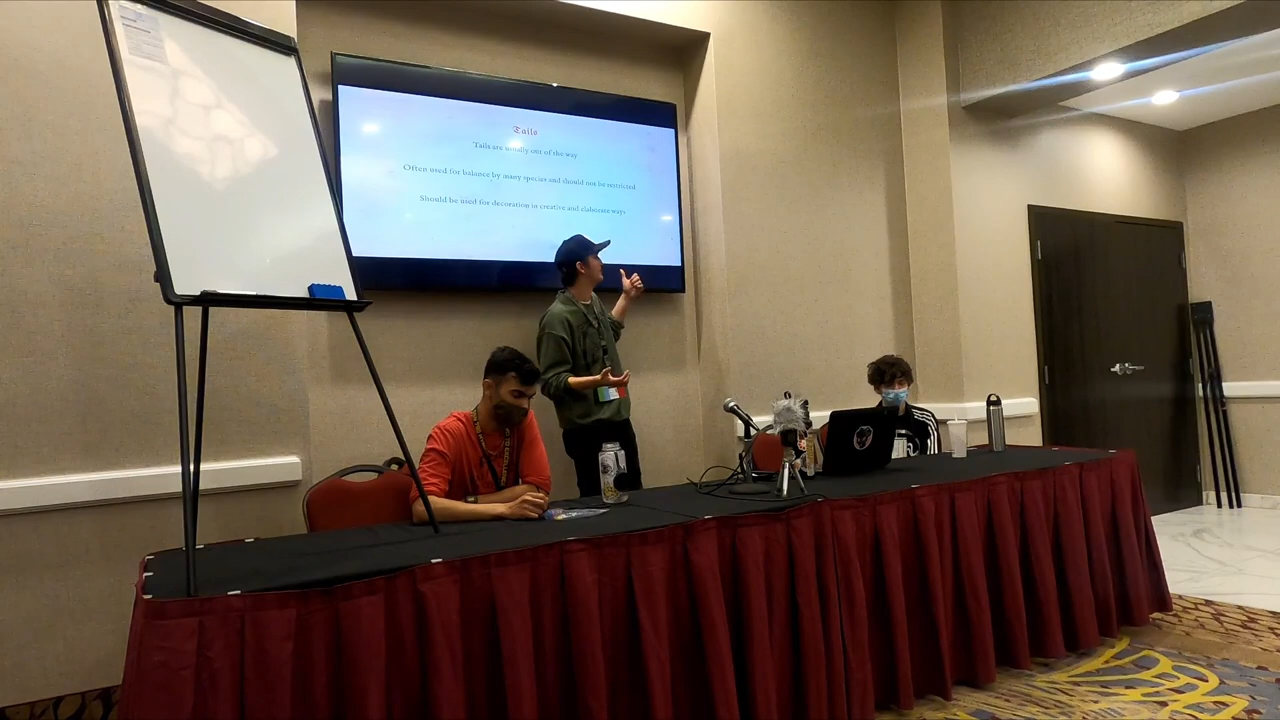 Tails
Tails are usually out of the way
Often used for balance by many species and should not be restricted
Should be used for decoration in creative and elaborate ways